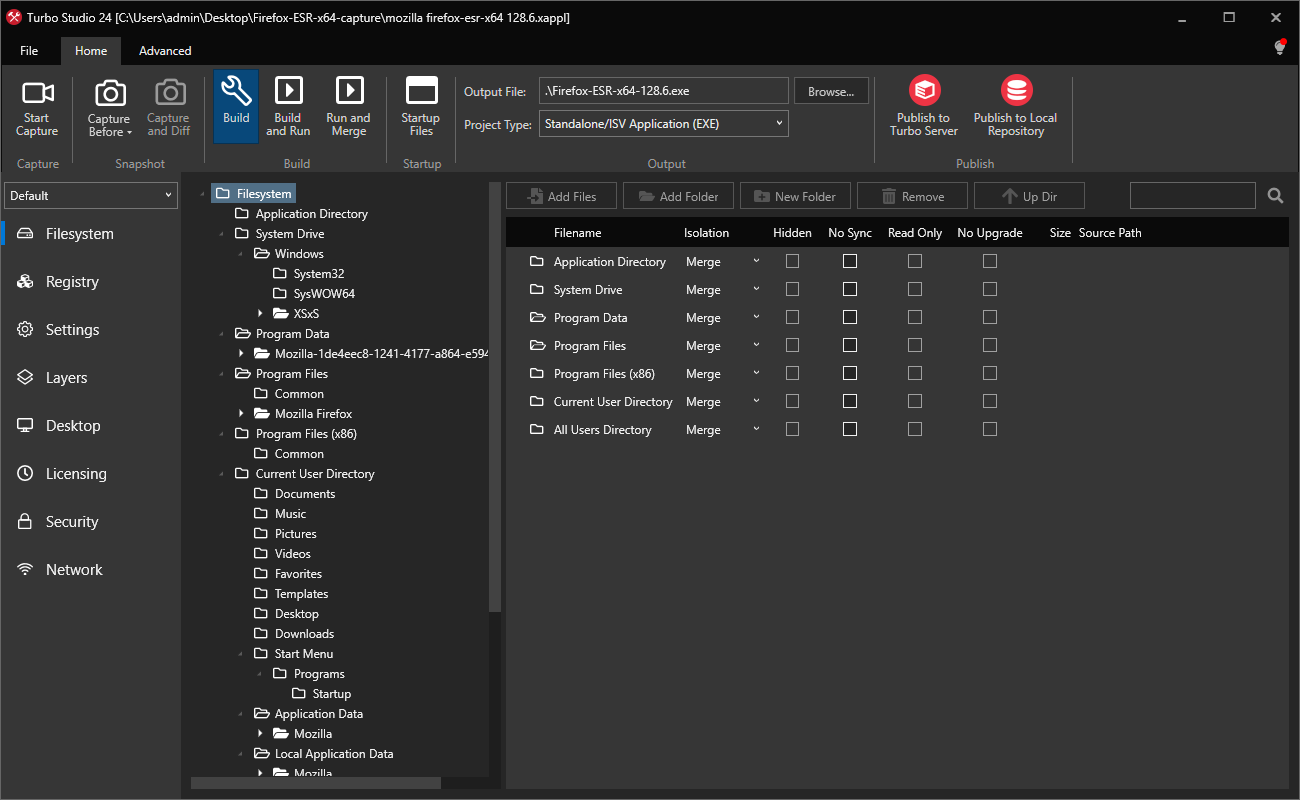 Turbo Studio 24 [C:\Users\admin\Desktop\Firefox-ESR-x64-capture\mozilla firefox-esr-x64 128.6.xappl]
File Home Advanced
Start Capture
Capture Before
Capture and Diff
Build
Build and Run
Run and Merge
Startup Files
Output File: .\Firefox-ESR-x64-128.6.exe Browse...
Project Type: Standalone/ISV Application (EXE)
Publish to Turbo Server
Publish to Local Repository
Capture Snapshot Build Startup Output Publish
Default
Filesystem
Registry
Settings
Layers
Desktop
Licensing
Security
Network
Filesystem
Application Directory
System Drive
Windows
System32
SysWOW64
XSxS
Program Data
Mozilla-1de4eec8-1241-4177-a864-e594
Program Files
Common
Mozilla Firefox
Program Files (x86)
Common
Current User Directory
Documents
Music
Pictures
Videos
Favorites
Templates
Desktop
Downloads
Start Menu
Programs
Startup
Application Data
Mozilla
Local Application Data
Mozilla
Add Files Add Folder New Folder Remove Up Dir
Filename Isolation Hidden No Sync Read Only No Upgrade Size Source Path
Application Directory Merge
System Drive Merge
Program Data Merge
Program Files Merge
Program Files (x86) Merge
Current User Directory Merge
All Users Directory Merge